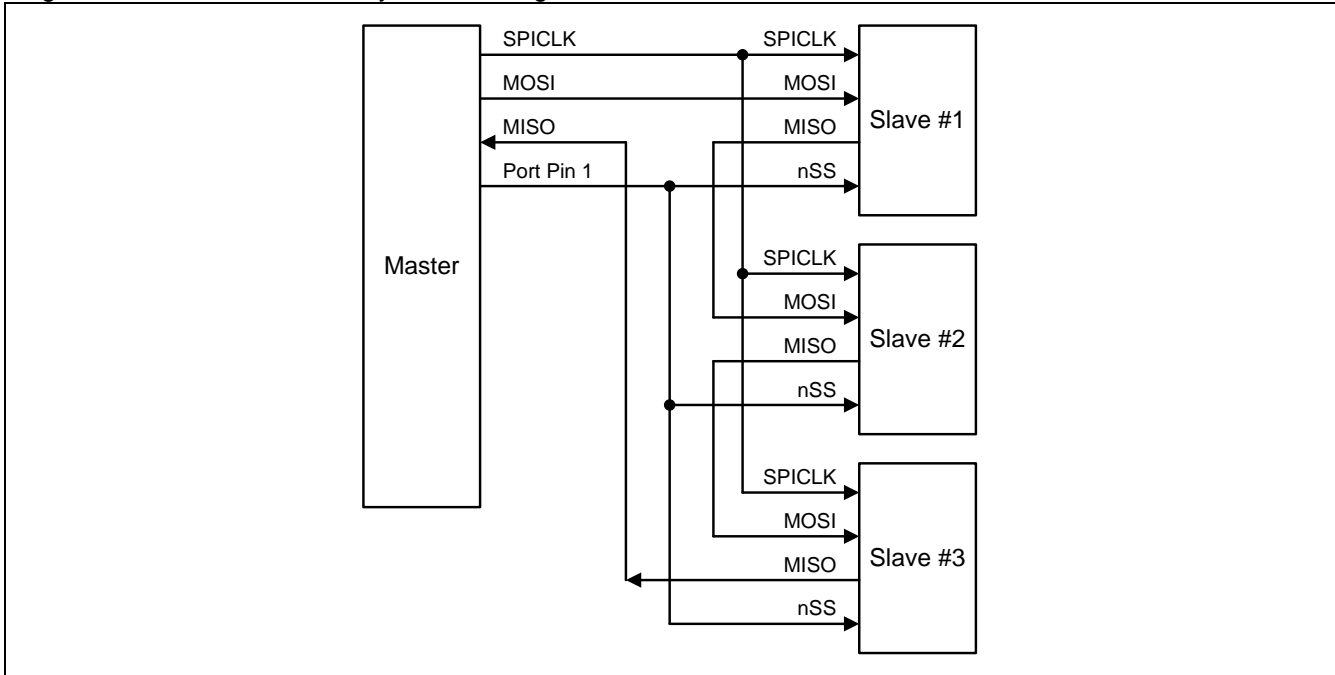 SPICLK SPICLK
MOSI MOSI
MISO MISO
Port Pin 1 nSS
Slave #1
Master
SPICLK
MOSI
MISO
nSS
Slave #2
SPICLK
MOSI
MISO
nSS
Slave #3